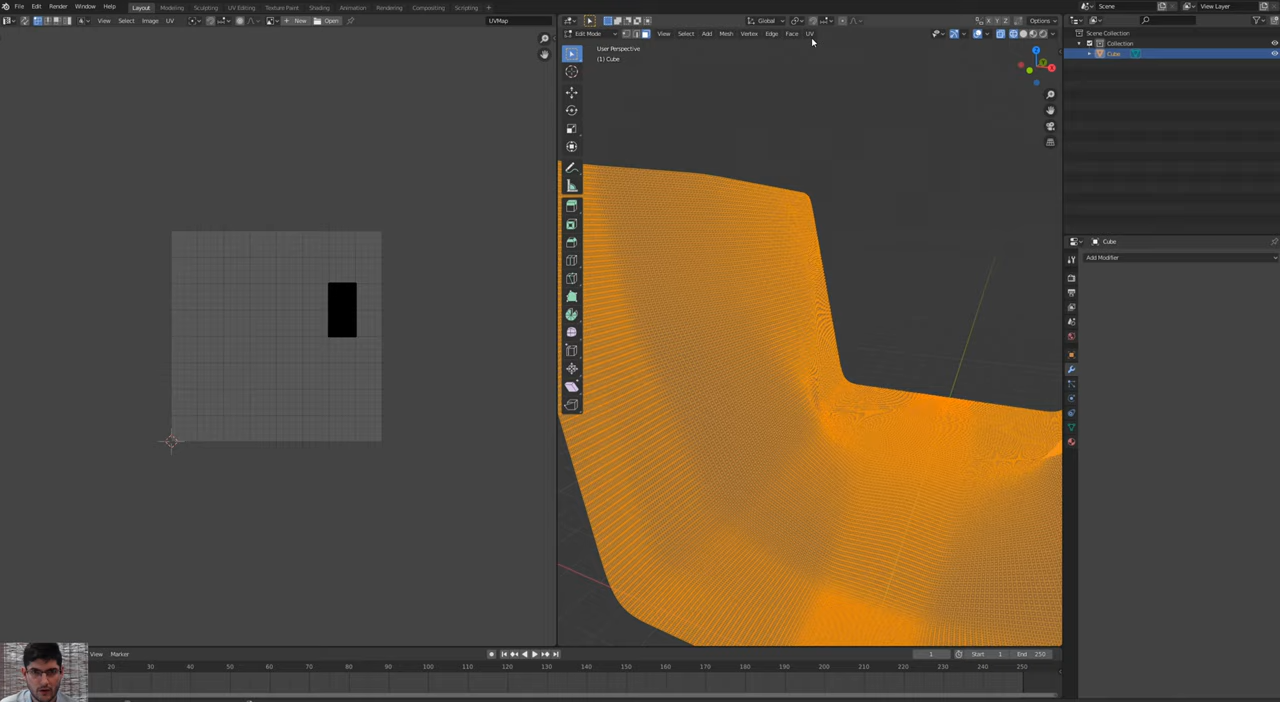 File Edit Render Window Help
Layout Modeling Sculpting UV Editing Texture Paint Shading Animation Rendering Compositing Scripting
Scene
View Layer
View Select Image UV
New
Open
UVMap
Global
Options
Edit Mode
View Select Add Mesh Vertex Edge Face UV
User Perspective
(1) Cube
Z
Scene Collection
Collection
Cube
Cube
Add Modifier
View Marker
1
Start 1
End 250
20 30 40 50 60 70 80 90 100 110 120 130 140 150 160 170 180 190 200 210 220 230 240 250